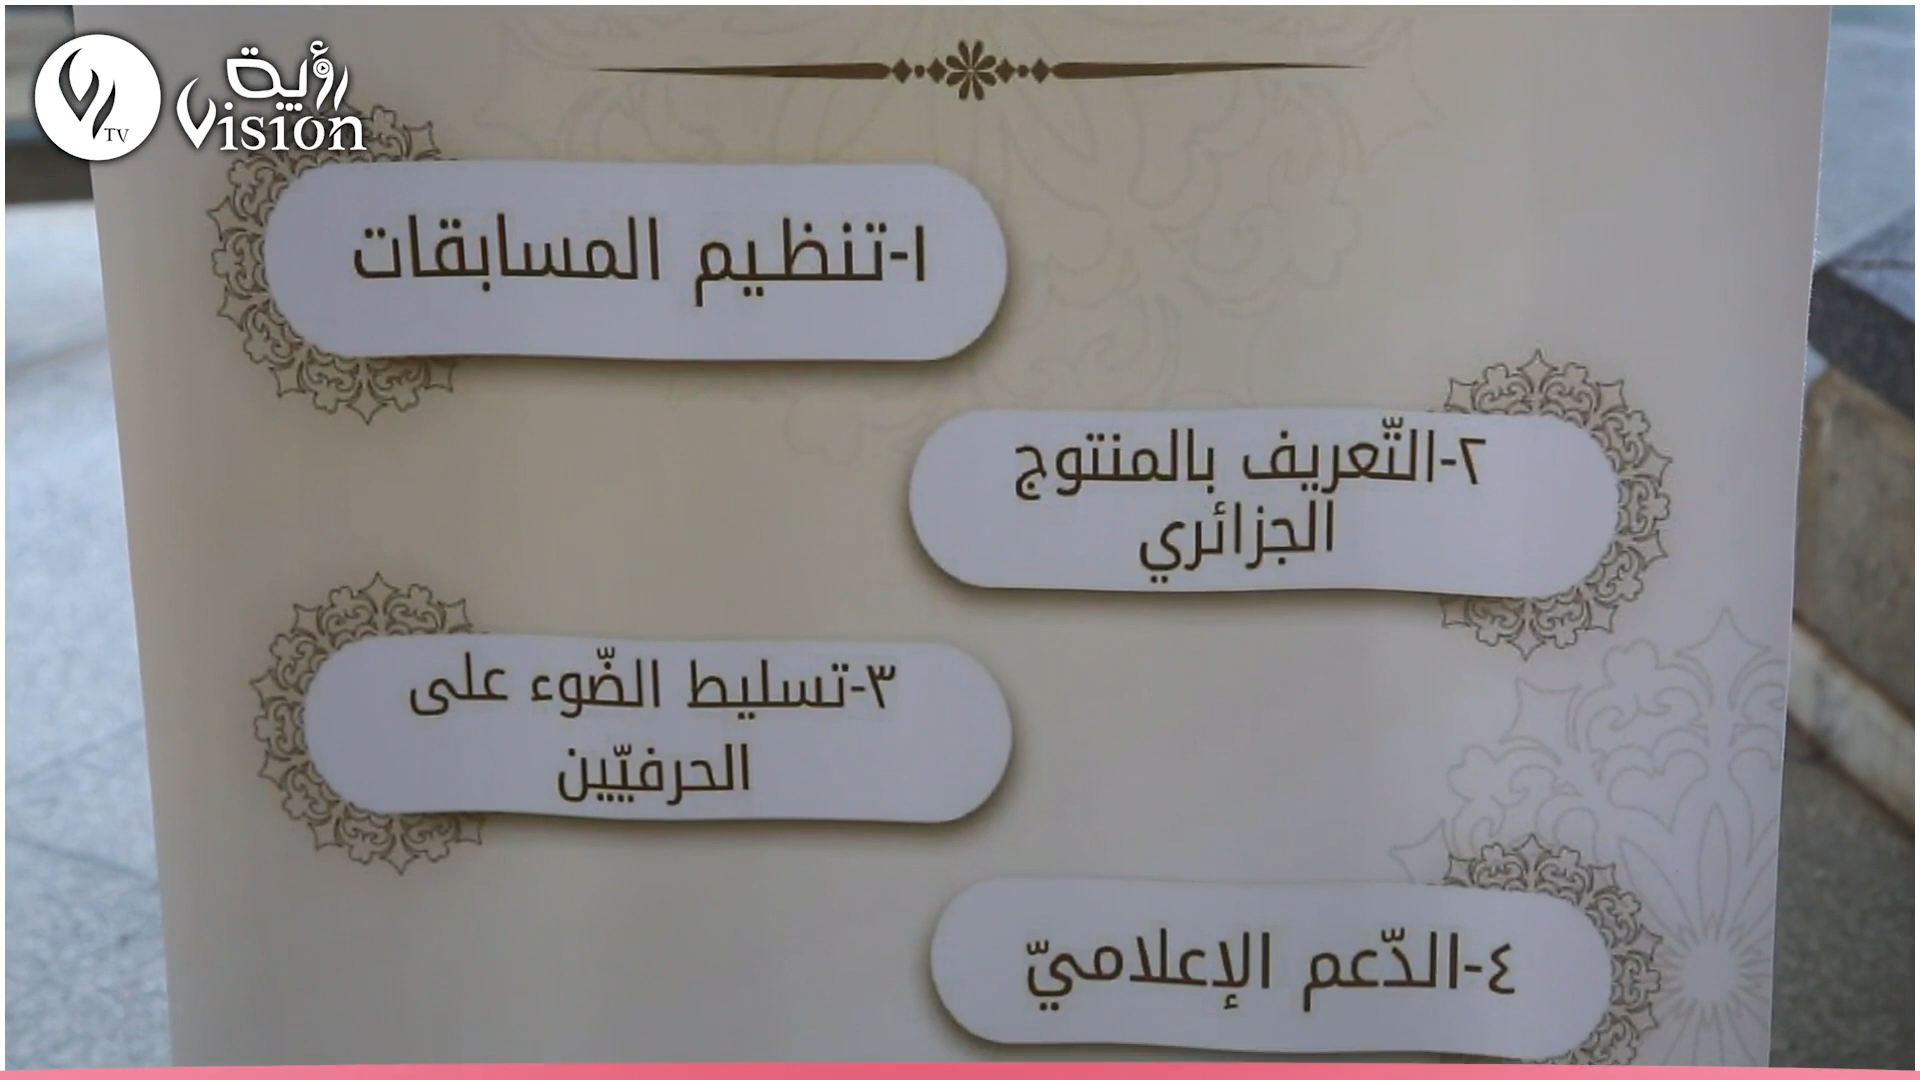 رؤية
Vision
TV
١-تنظيم المسابقات
٢-التّعريف بالمنتوج
الجزائري
٣-تسليط الضّوء على
الحرفيّين
٤-الدّعم الإعلاميّ